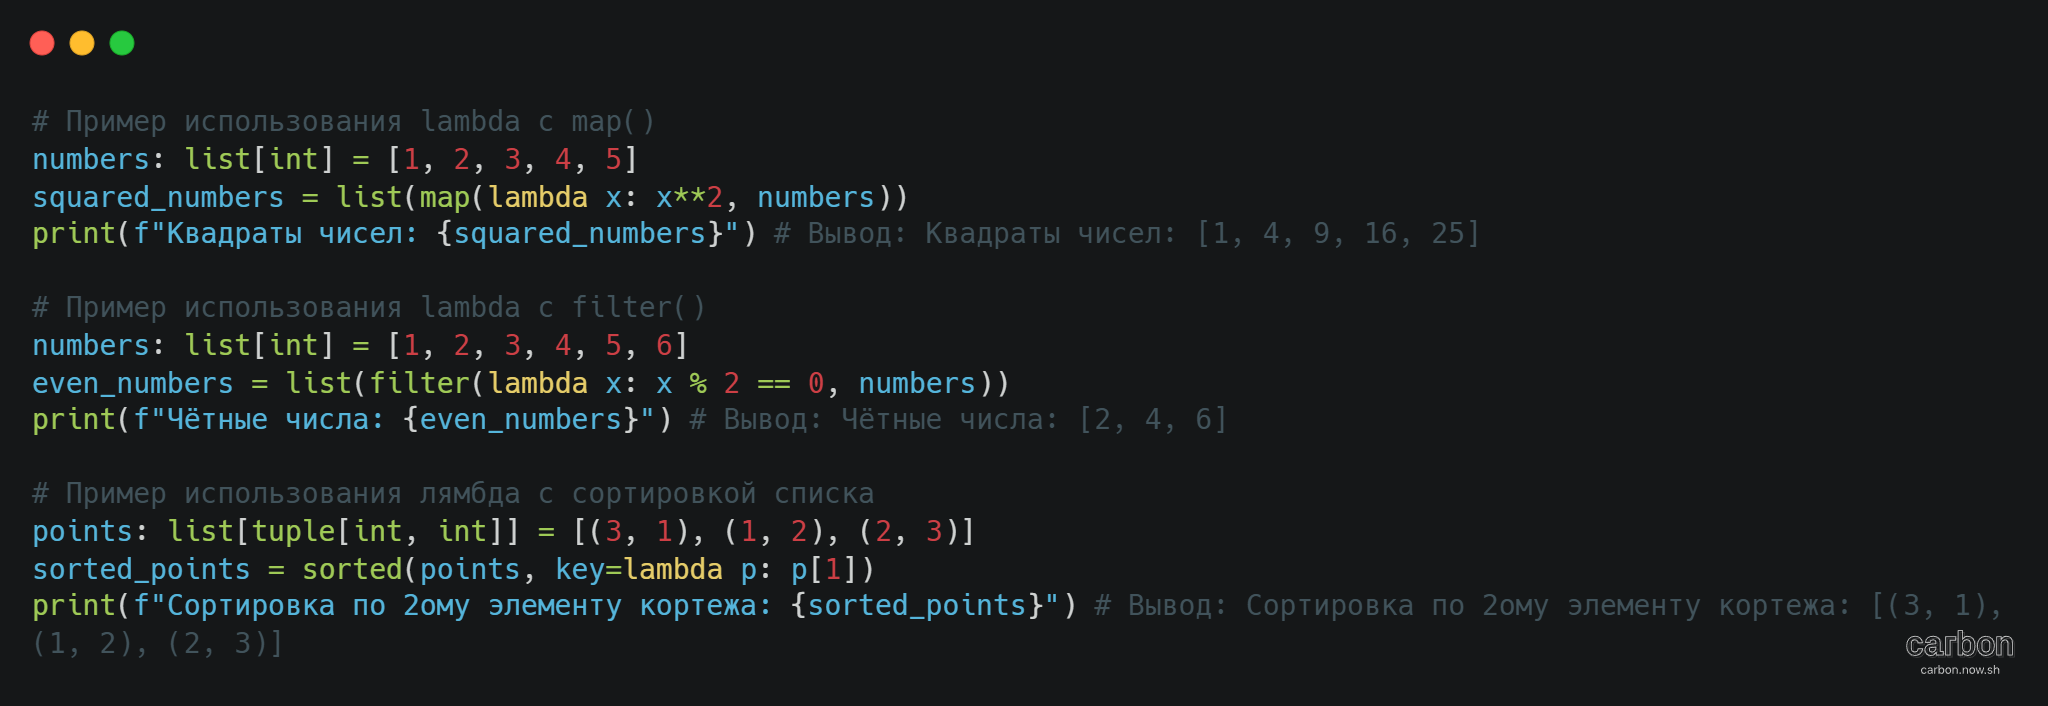 # Пример использования lambda с map()
numbers: list[int] = [1, 2, 3, 4, 5]
squared_numbers = list(map(lambda x: x**2, numbers))
print(f"Квадраты чисел: {squared_numbers}") # Вывод: Квадраты чисел: [1, 4, 9, 16, 25]
# Пример использования lambda с filter()
numbers: list[int] = [1, 2, 3, 4, 5, 6]
even_numbers = list(filter(lambda x: x % 2 == 0, numbers))
print(f"Чётные числа: {even_numbers}") # Вывод: Чётные числа: [2, 4, 6]
# Пример использования лямбда с сортировкой списка
points: list[tuple[int, int]] = [(3, 1), (1, 2), (2, 3)]
sorted_points = sorted(points, key=lambda p: p[1])
print(f"Сортировка по 2ому элементу кортежа: {sorted_points}") # Вывод: Сортировка по 2ому элементу кортежа: [(3, 1),
(1, 2), (2, 3)]
carbon
carbon.now.sh